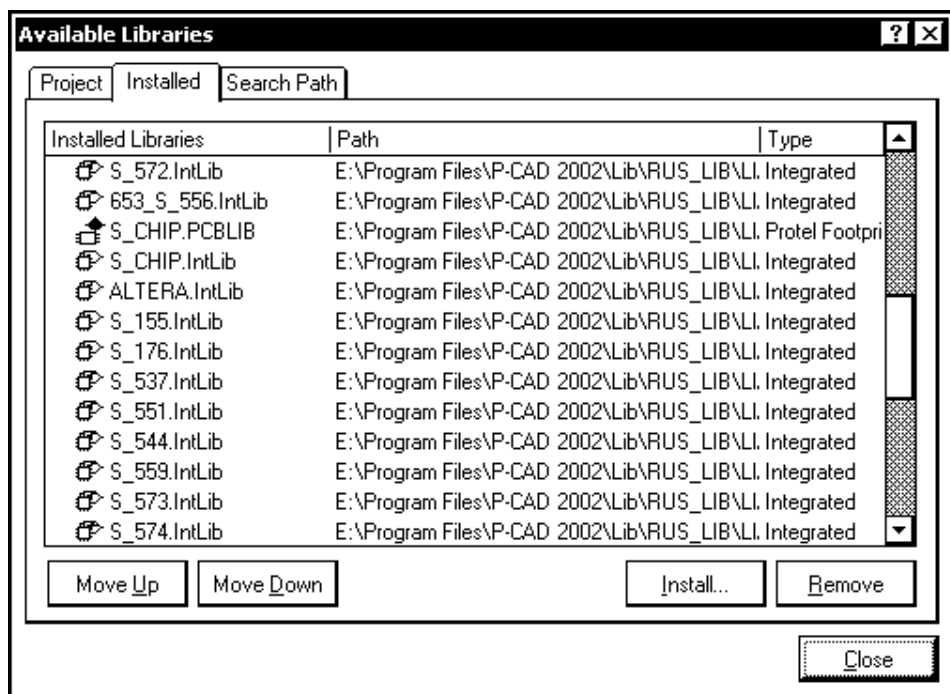 Available Libraries
Project Installed Search Path
Installed Libraries Path Type
S_572.IntLib E:\Program Files\P-CAD 2002\Lib\RUS_LIB\LI. Integrated
653_S_556.IntLib E:\Program Files\P-CAD 2002\Lib\RUS_LIB\LI. Integrated
S_CHIP.PCBLIB E:\Program Files\P-CAD 2002\Lib\RUS_LIB\LI. Protel Footpri
S_CHIP.IntLib E:\Program Files\P-CAD 2002\Lib\RUS_LIB\LI. Integrated
ALTERA.IntLib E:\Program Files\P-CAD 2002\Lib\RUS_LIB\LI. Integrated
S_155.IntLib E:\Program Files\P-CAD 2002\Lib\RUS_LIB\LI. Integrated
S_176.IntLib E:\Program Files\P-CAD 2002\Lib\RUS_LIB\LI. Integrated
S_537.IntLib E:\Program Files\P-CAD 2002\Lib\RUS_LIB\LI. Integrated
S_551.IntLib E:\Program Files\P-CAD 2002\Lib\RUS_LIB\LI. Integrated
S_544.IntLib E:\Program Files\P-CAD 2002\Lib\RUS_LIB\LI. Integrated
S_559.IntLib E:\Program Files\P-CAD 2002\Lib\RUS_LIB\LI. Integrated
S_573.IntLib E:\Program Files\P-CAD 2002\Lib\RUS_LIB\LI. Integrated
S_574.IntLib E:\Program Files\P-CAD 2002\Lib\RUS_LIB\LI. Integrated
Move Up Move Down Install... Remove
Close